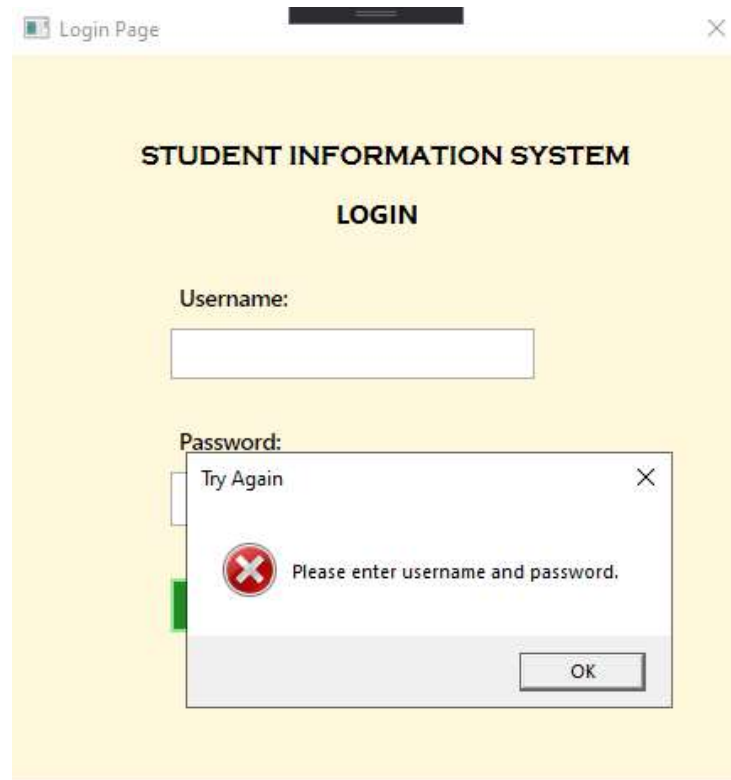 Login Page
STUDENT INFORMATION SYSTEM
LOGIN
Username:
Password:
Try Again
Please enter username and password.
OK